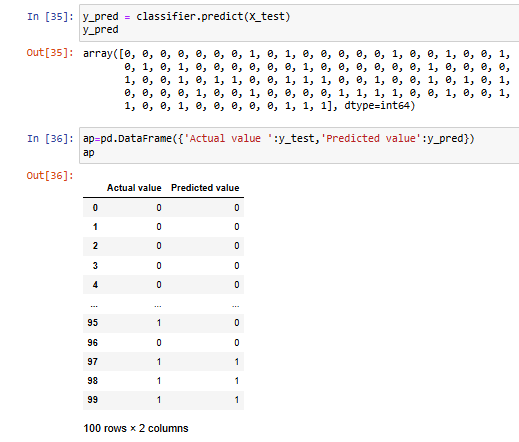 In [35]: y_pred = classifier.predict(X_test)
y_pred
Out[35]: array([0, 0, 0, 0, 0, 0, 0, 1, 0, 1, 0, 0, 0, 0, 0, 1, 0, 0, 1, 0, 0, 1,
0, 1, 0, 1, 0, 0, 0, 0, 0, 0, 1, 0, 0, 0, 0, 0, 0, 1, 0, 0, 0, 0,
1, 0, 0, 1, 0, 1, 1, 0, 0, 1, 1, 1, 0, 0, 1, 0, 0, 1, 0, 1, 0, 1,
0, 0, 0, 0, 1, 0, 0, 1, 0, 0, 0, 0, 1, 1, 1, 1, 0, 0, 1, 0, 0, 1,
1, 0, 0, 1, 0, 0, 0, 0, 0, 1, 1, 1], dtype=int64)
In [36]: ap=pd.DataFrame({'Actual value ':y_test,'Predicted value':y_pred})
ap
Out[36]:
Actual value Predicted value
0 0 0
1 0 0
2 0 0
3 0 0
4 0 0
... ... ...
95 1 0
96 0 0
97 1 1
98 1 1
99 1 1
100 rows × 2 columns